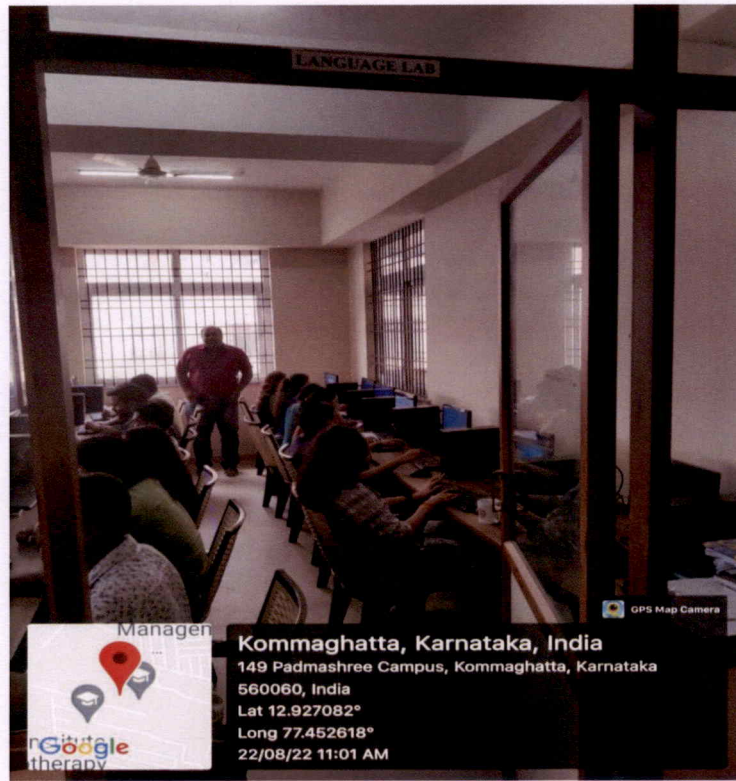 LANGUAGE LAB
GPS Map Camera
Managen
...
Google
therapy
Kommaghatta, Karnataka, India
149 Padmashree Campus, Kommaghatta, Karnataka
560060, India
Lat 12.927082°
Long 77.452618°
22/08/22 11:01 AM